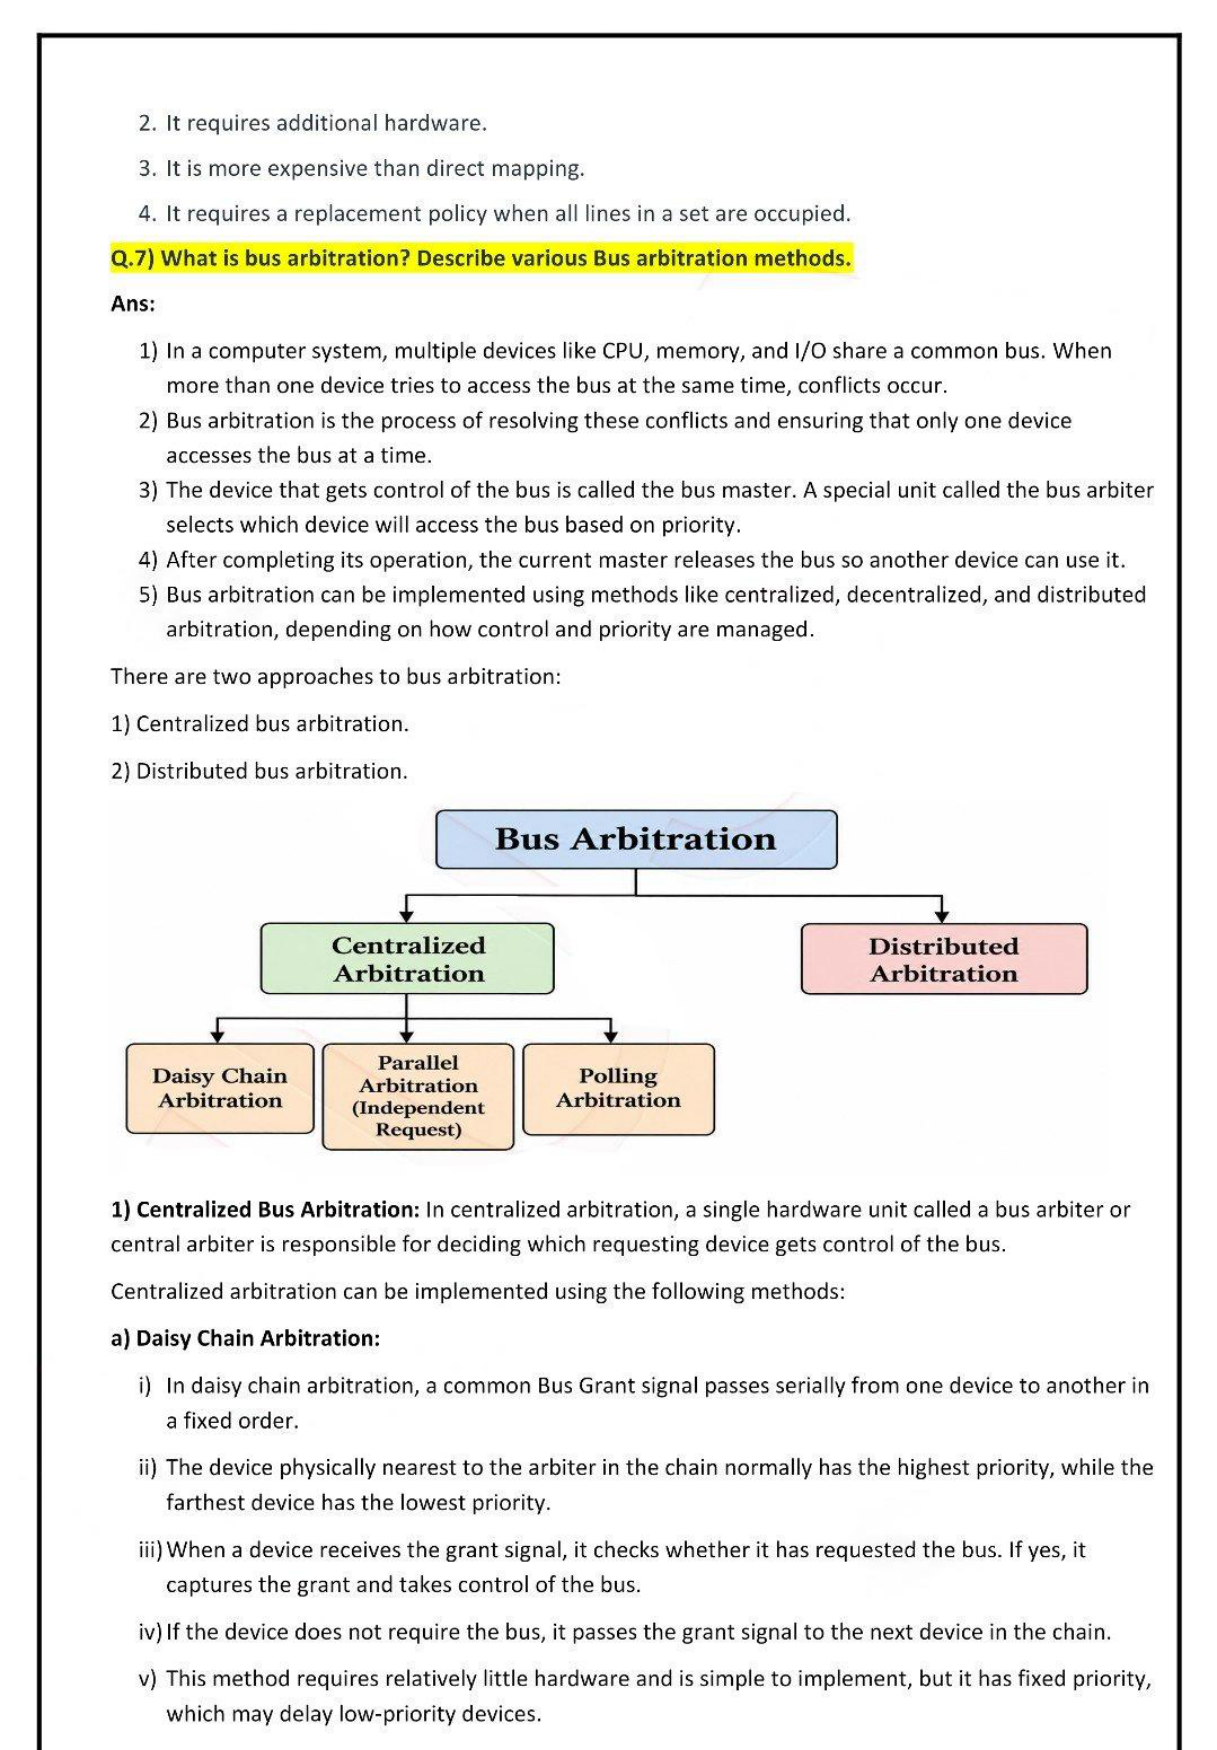 2. It requires additional hardware.
3. It is more expensive than direct mapping.
4. It requires a replacement policy when all lines in a set are occupied.
Q.7) What is bus arbitration? Describe various Bus arbitration methods.
Ans:
1) In a computer system, multiple devices like CPU, memory, and I/O share a common bus. When
more than one device tries to access the bus at the same time, conflicts occur.
2) Bus arbitration is the process of resolving these conflicts and ensuring that only one device
accesses the bus at a time.
3) The device that gets control of the bus is called the bus master. A special unit called the bus arbiter
selects which device will access the bus based on priority.
4) After completing its operation, the current master releases the bus so another device can use it.
5) Bus arbitration can be implemented using methods like centralized, decentralized, and distributed
arbitration, depending on how control and priority are managed.
There are two approaches to bus arbitration:
1) Centralized bus arbitration.
2) Distributed bus arbitration.
Bus Arbitration
Centralized
Arbitration
Distributed
Arbitration
Daisy Chain
Arbitration
Parallel
Arbitration
(Independent
Request)
Polling
Arbitration
1) Centralized Bus Arbitration: In centralized arbitration, a single hardware unit called a bus arbiter or
central arbiter is responsible for deciding which requesting device gets control of the bus.
Centralized arbitration can be implemented using the following methods:
a) Daisy Chain Arbitration:
i) In daisy chain arbitration, a common Bus Grant signal passes serially from one device to another in
a fixed order.
ii) The device physically nearest to the arbiter in the chain normally has the highest priority, while the
farthest device has the lowest priority.
iii) When a device receives the grant signal, it checks whether it has requested the bus. If yes, it
captures the grant and takes control of the bus.
iv) If the device does not require the bus, it passes the grant signal to the next device in the chain.
v) This method requires relatively little hardware and is simple to implement, but it has fixed priority,
which may delay low-priority devices.